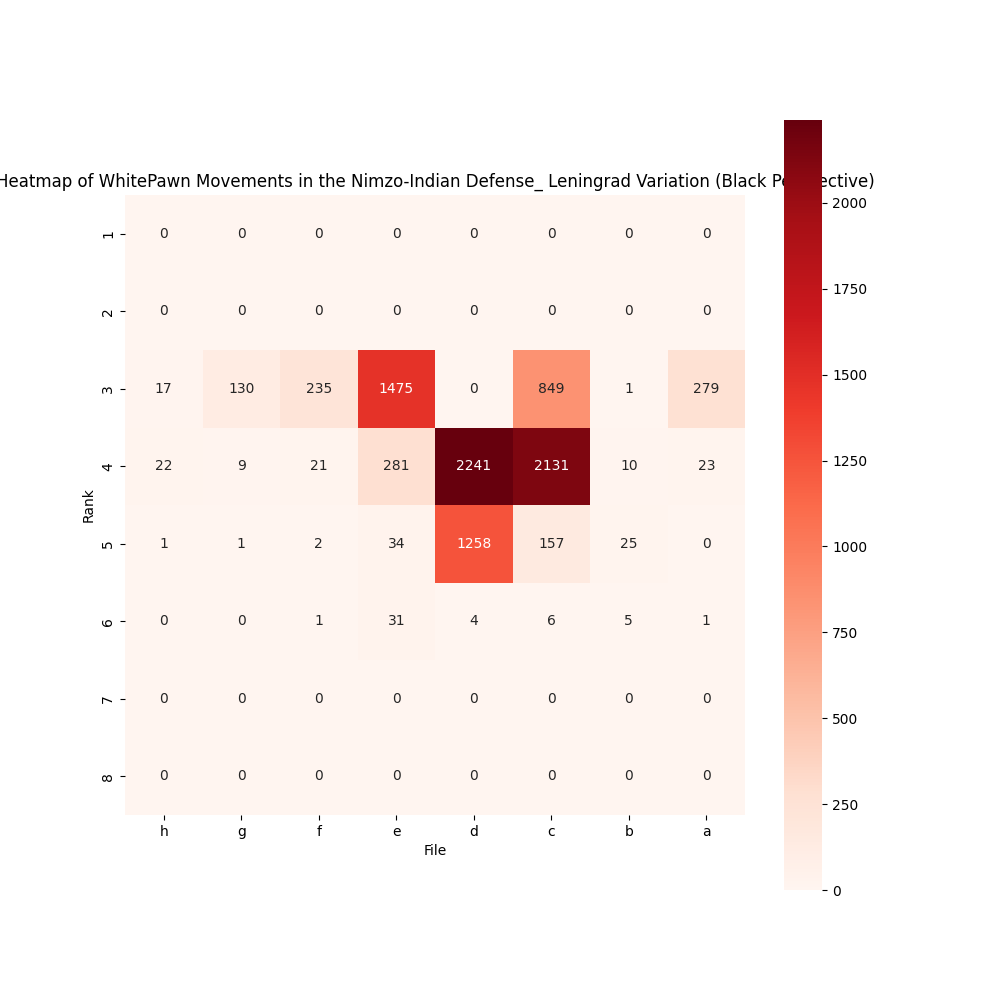 Heatmap of WhitePawn Movements in the Nimzo-Indian Defense_ Leningrad Variation (Black Perspective)
1 0 0 0 0 0 0 0 0
2 0 0 0 0 0 0 0 0
3 17 130 235 1475 0 849 1 279
4 22 9 21 281 2241 2131 10 23
5 1 1 2 34 1258 157 25 0
6 0 0 1 31 4 6 5 1
7 0 0 0 0 0 0 0 0
8 0 0 0 0 0 0 0 0
Rank
h g f e d c b a
File
2000
1750
1500
1250
1000
750
500
250
0